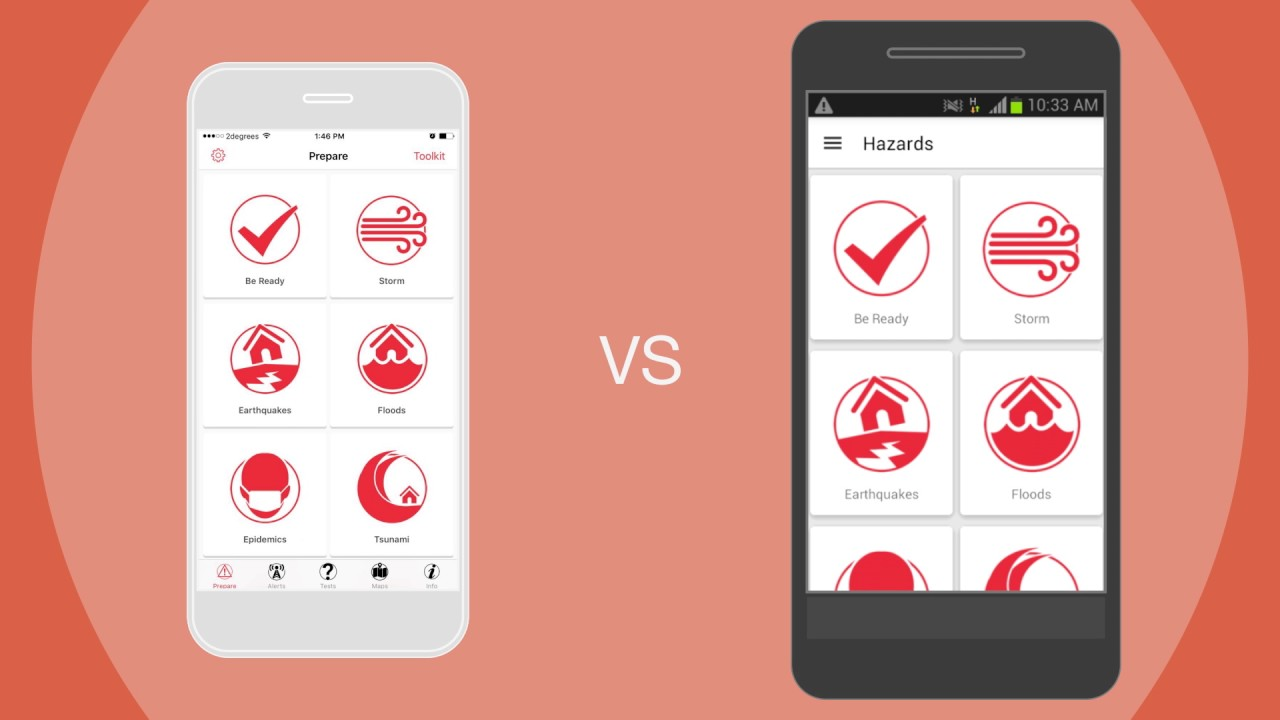 2degrees 1:46 PM
Prepare Toolkit
Be Ready Storm
Earthquakes Floods
Epidemics Tsunami
Prepare Alerts Tests Maps Info
VS
H 10:33 AM
Hazards
Be Ready Storm
Earthquakes Floods